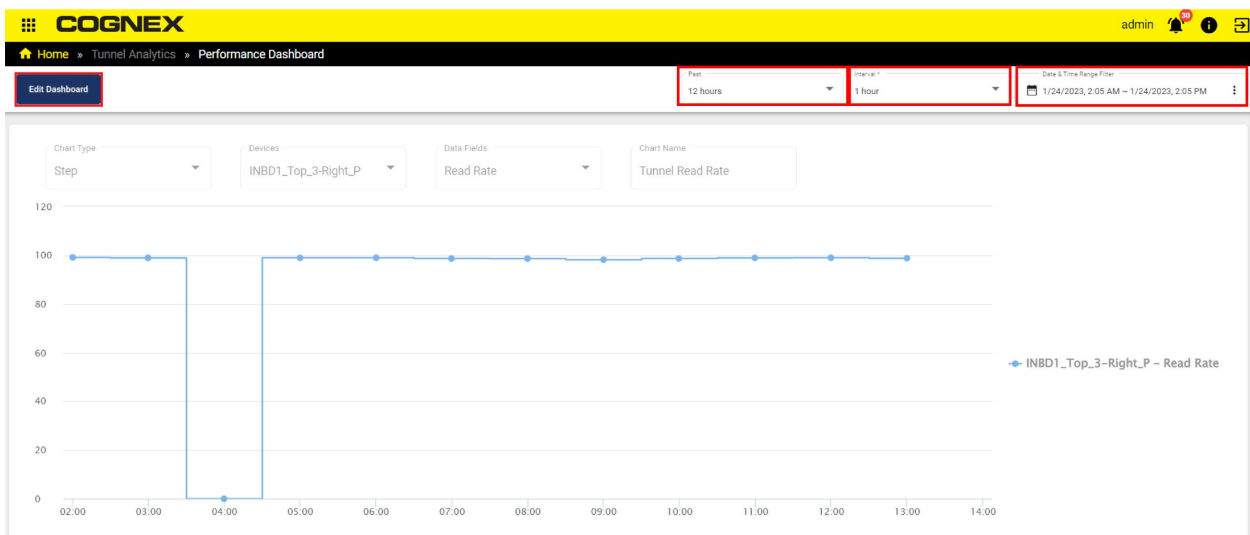 COGNEX
admin
30
Home » Tunnel Analytics » Performance Dashboard
Edit Dashboard
Past
12 hours
Interval *
1 hour
Date & Time Range Filter
1/24/2023, 2:05 AM ~ 1/24/2023, 2:05 PM
Chart Type
Step
Devices
INBD1_Top_3-Right_P
Data Fields
Read Rate
Chart Name
Tunnel Read Rate
120
100
80
60
40
20
0
02:00 03:00 04:00 05:00 06:00 07:00 08:00 09:00 10:00 11:00 12:00 13:00 14:00
INBD1_Top_3-Right_P - Read Rate